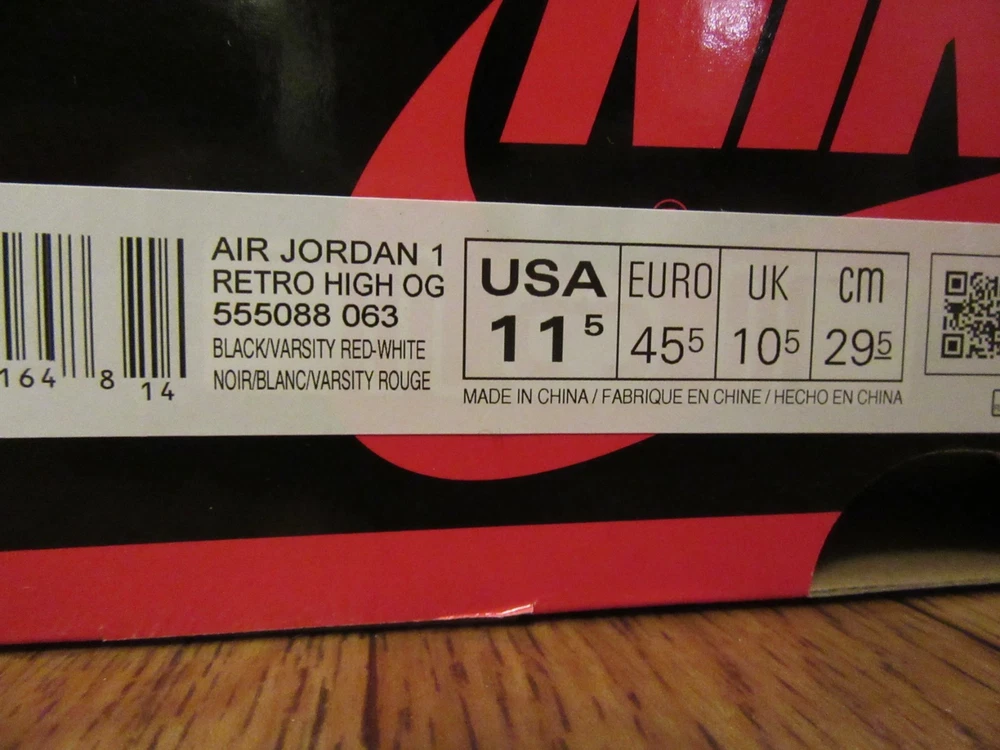 NIK
AIR JORDAN 1
RETRO HIGH OG
555088 063
BLACK/VARSITY RED-WHITE
NOIR/BLANC/VARSITY ROUGE
164 8 14
USA EURO UK cm
11 5 45 5 10 5 29 5
MADE IN CHINA / FABRIQUE EN CHINE / HECHO EN CHINA